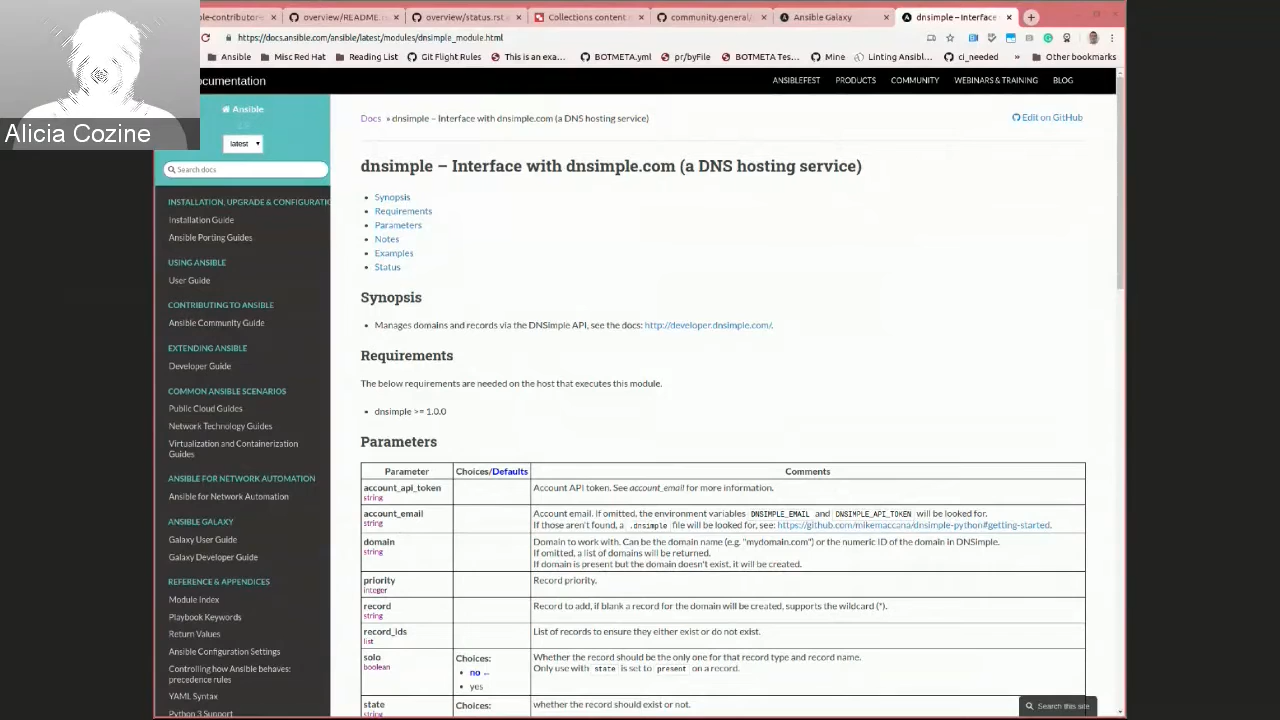 ble-contributor
overview/README.r
overview/status.rst
Collections content
community.general/
Ansible Galaxy
dnsimple – Interface
https://docs.ansible.com/ansible/latest/modules/dnsimple_module.html
Ansible
Misc Red Hat
Reading List
Git Flight Rules
This is an exa...
BOTMETA.yml
pr/byFile
BOTMETA Tes...
Mine
Linting Ansibl...
ci_needed
Other bookmarks
ocumentation
ANSIBLEFEST
PRODUCTS
COMMUNITY
WEBINARS & TRAINING
BLOG
Alicia Cozine
Ansible
latest
Search docs
INSTALLATION, UPGRADE & CONFIGURATIO
Installation Guide
Ansible Porting Guides
USING ANSIBLE
User Guide
CONTRIBUTING TO ANSIBLE
Ansible Community Guide
EXTENDING ANSIBLE
Developer Guide
COMMON ANSIBLE SCENARIOS
Public Cloud Guides
Network Technology Guides
Virtualization and Containerization
Guides
ANSIBLE FOR NETWORK AUTOMATION
Ansible for Network Automation
ANSIBLE GALAXY
Galaxy User Guide
Galaxy Developer Guide
REFERENCE & APPENDICES
Module Index
Playbook Keywords
Return Values
Ansible Configuration Settings
Controlling how Ansible behaves:
precedence rules
YAML Syntax
Python 3 Support
Docs » dnsimple – Interface with dnsimple.com (a DNS hosting service)
Edit on GitHub
dnsimple – Interface with dnsimple.com (a DNS hosting service)
Synopsis
Requirements
Parameters
Notes
Examples
Status
Synopsis
Manages domains and records via the DNSimple API, see the docs: http://developer.dnsimple.com/.
Requirements
The below requirements are needed on the host that executes this module.
dnsimple >= 1.0.0
Parameters
Parameter
Choices/Defaults
Comments
account_api_token
string
Account API token. See account_email for more information.
account_email
string
Account email. If omitted, the environment variables DNSIMPLE_EMAIL and DNSIMPLE_API_TOKEN will be looked for.
If those aren't found, a .dnsimple file will be looked for, see: https://github.com/mikemaccana/dnsimple-python#getting-started.
domain
string
Domain to work with. Can be the domain name (e.g. "mydomain.com") or the numeric ID of the domain in DNSimple.
If omitted, a list of domains will be returned.
If domain is present but the domain doesn't exist, it will be created.
priority
integer
Record priority.
record
string
Record to add, if blank a record for the domain will be created, supports the wildcard (*).
record_ids
list
List of records to ensure they either exist or do not exist.
solo
boolean
Choices:
no ←
yes
Whether the record should be the only one for that record type and record name.
Only use with state is set to present on a record.
state
string
Choices:
whether the record should exist or not.
Search this site